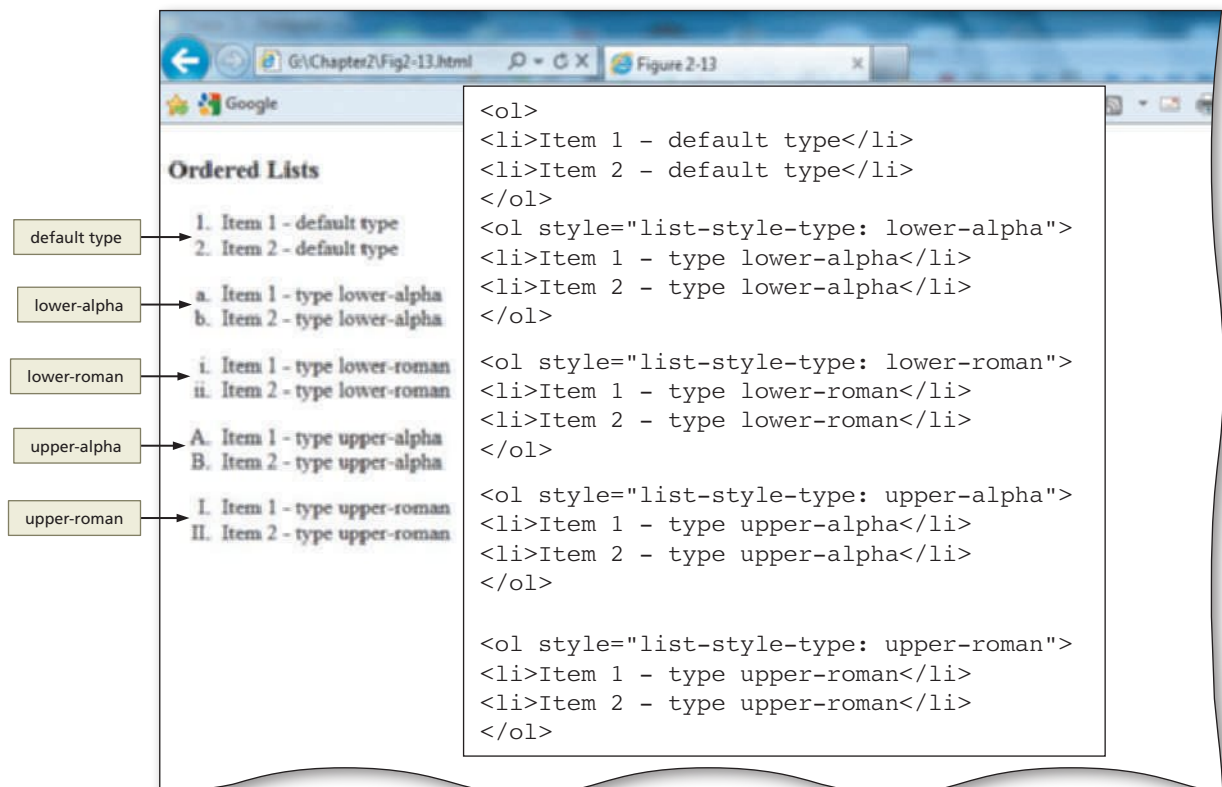 G:\Chapter2\Fig2-13.html
Figure 2-13
Google
Ordered Lists
default type
1. Item 1 - default type
2. Item 2 - default type
lower-alpha
a. Item 1 - type lower-alpha
b. Item 2 - type lower-alpha
lower-roman
i. Item 1 - type lower-roman
ii. Item 2 - type lower-roman
upper-alpha
A. Item 1 - type upper-alpha
B. Item 2 - type upper-alpha
upper-roman
I. Item 1 - type upper-roman
II. Item 2 - type upper-roman
<ol>
<li>Item 1 – default type</li>
<li>Item 2 – default type</li>
</ol>
<ol style="list-style-type: lower-alpha">
<li>Item 1 – type lower-alpha</li>
<li>Item 2 – type lower-alpha</li>
</ol>
<ol style="list-style-type: lower-roman">
<li>Item 1 – type lower-roman</li>
<li>Item 2 – type lower-roman</li>
</ol>
<ol style="list-style-type: upper-alpha">
<li>Item 1 – type upper-alpha</li>
<li>Item 2 – type upper-alpha</li>
</ol>
<ol style="list-style-type: upper-roman">
<li>Item 1 – type upper-roman</li>
<li>Item 2 – type upper-roman</li>
</ol>